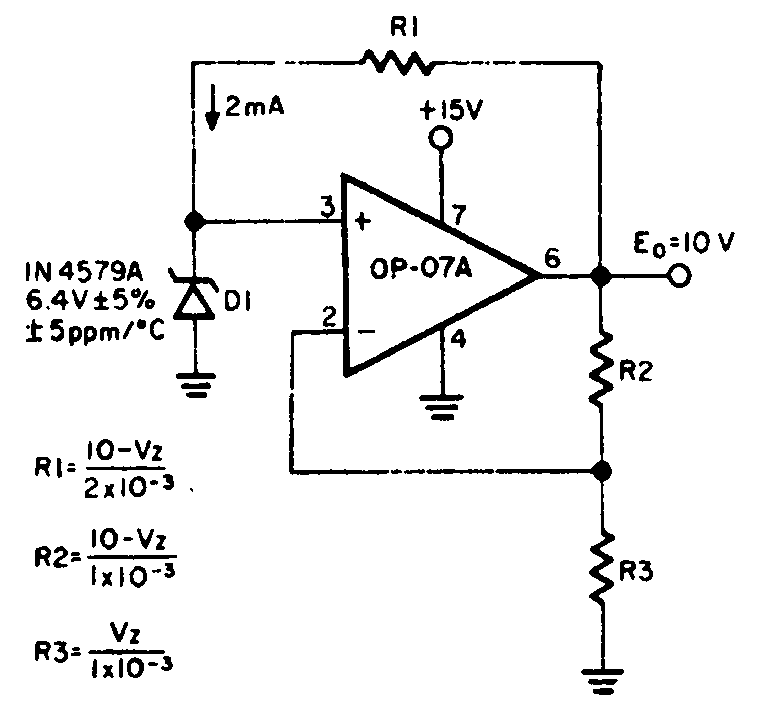 R1
2mA
+15V
3
+
7
OP-07A
6
E₀=10V
1N4579A
6.4V±5%
±5ppm/°C
D1
2
−
4
R2
R1= 10-Vz / 2x10⁻³
R2= 10-Vz / 1x10⁻³
R3
R3= Vz / 1x10⁻³